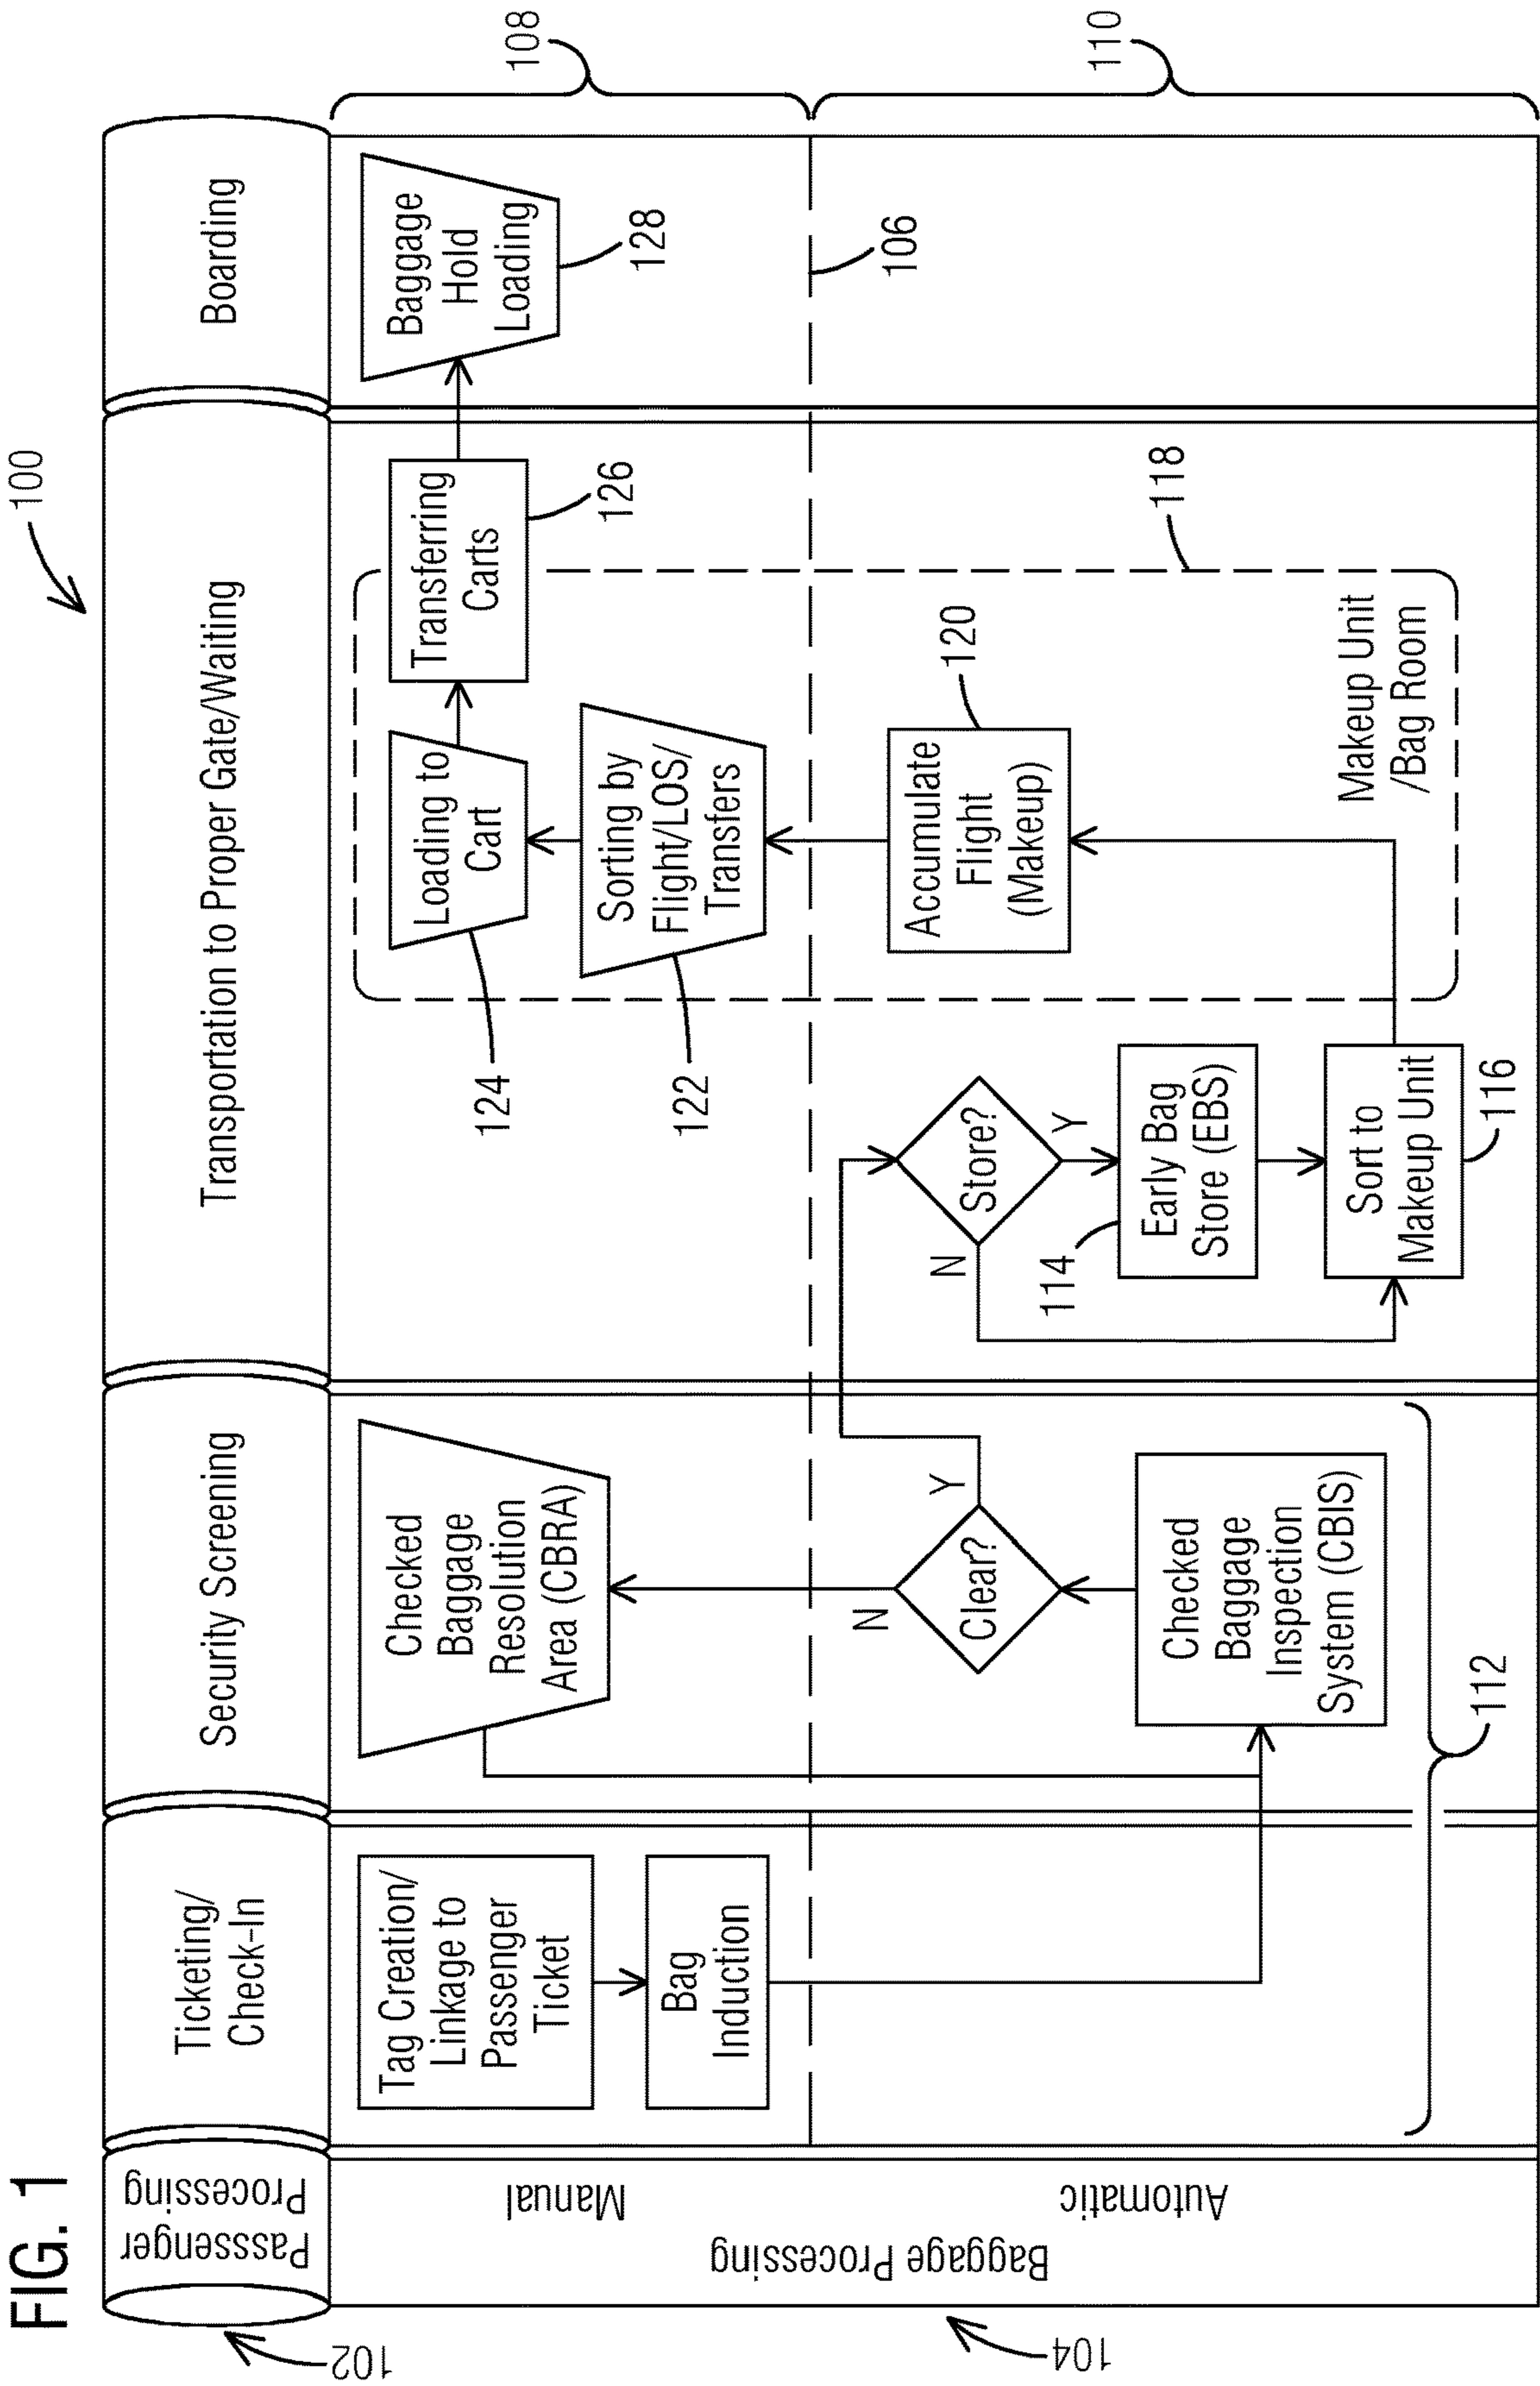 FIG. 1
100
102
Passsenger
Processing
Ticketing/
Check-In
Security Screening
Transportation to Proper Gate/Waiting
Boarding
104
Baggage Processing
Manual
Automatic
Tag Creation/
Linkage to
Passenger
Ticket
Bag
Induction
Checked
Baggage
Resolution
Area (CBRA)
N
Clear?
Y
Checked
Baggage
Inspection
System (CBIS)
112
Store?
N
Y
114
Early Bag
Store (EBS)
Sort to
Makeup Unit
116
124
Loading to
Cart
122
Sorting by
Flight/LOS/
Transfers
Accumulate
Flight
(Makeup)
120
Makeup Unit
/Bag Room
118
Transferring
Carts
126
Baggage
Hold
Loading
128
106
108
110